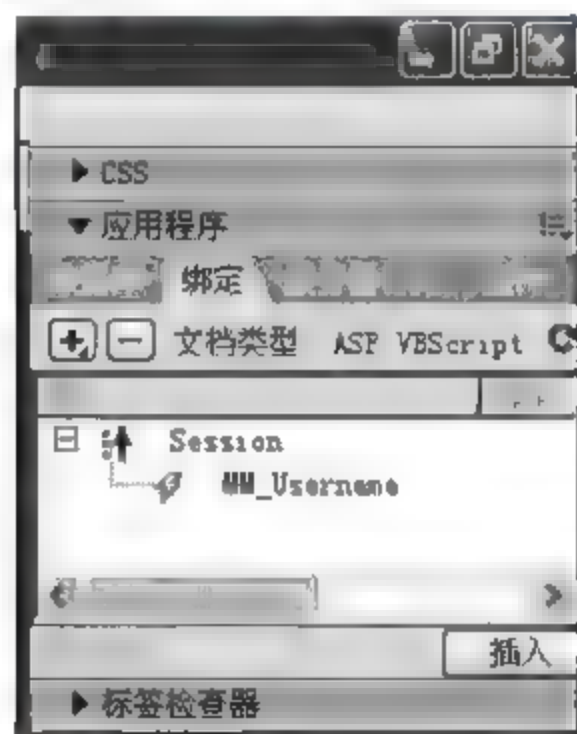 CSS
应用程序
绑定
文档类型 ASP VBScript
Session
MM_Username
插入
标签检查器